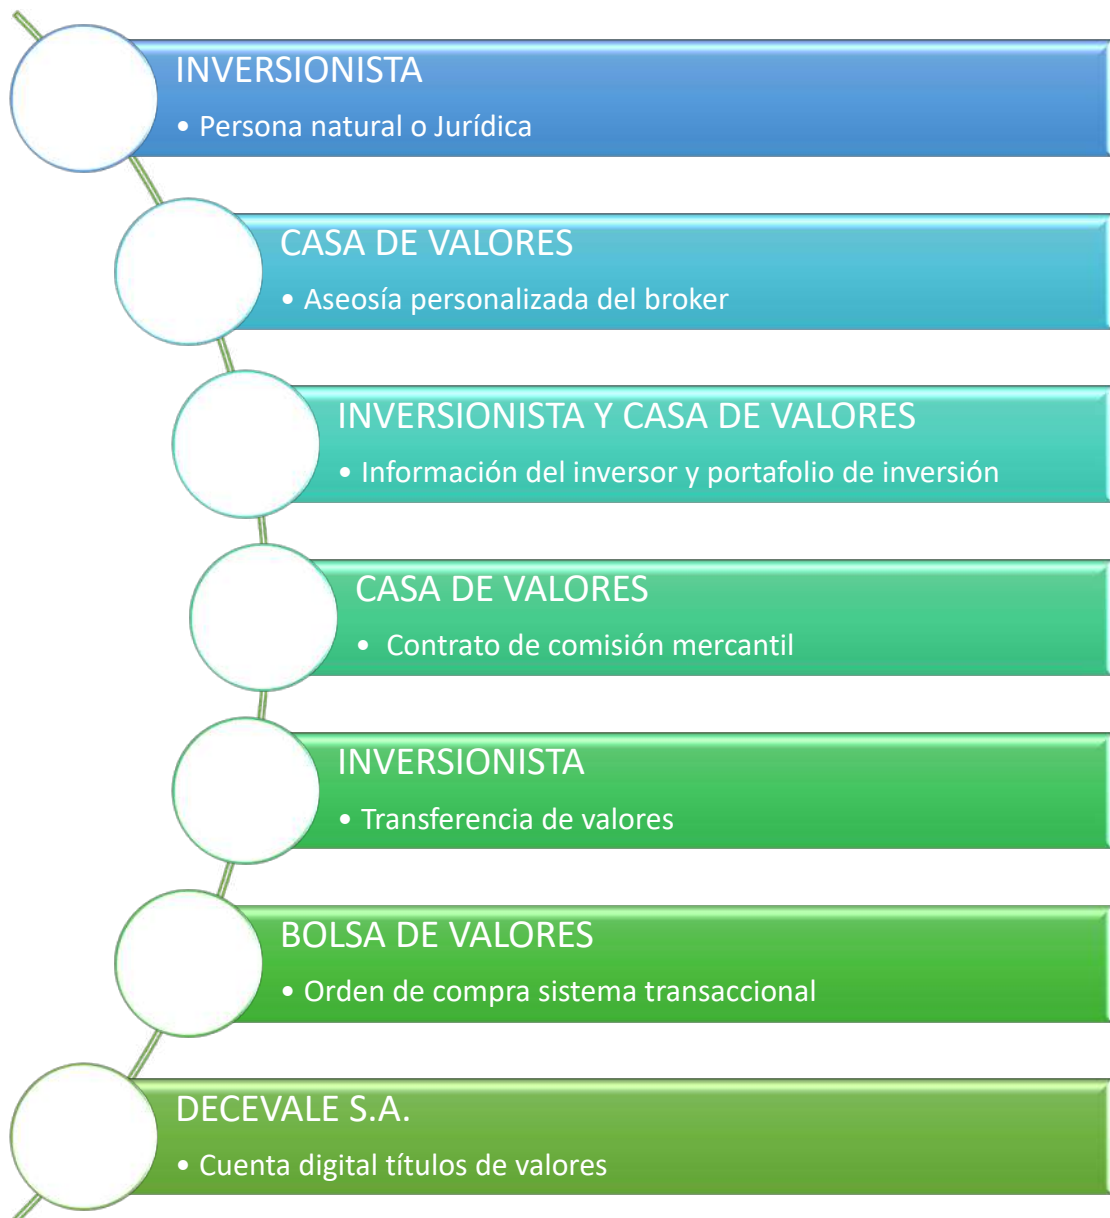 INVERSIONISTA
• Persona natural o Jurídica
CASA DE VALORES
• Aseosía personalizada del broker
INVERSIONISTA Y CASA DE VALORES
• Información del inversor y portafolio de inversión
CASA DE VALORES
• Contrato de comisión mercantil
INVERSIONISTA
• Transferencia de valores
BOLSA DE VALORES
• Orden de compra sistema transaccional
DECEVALE S.A.
• Cuenta digital títulos de valores